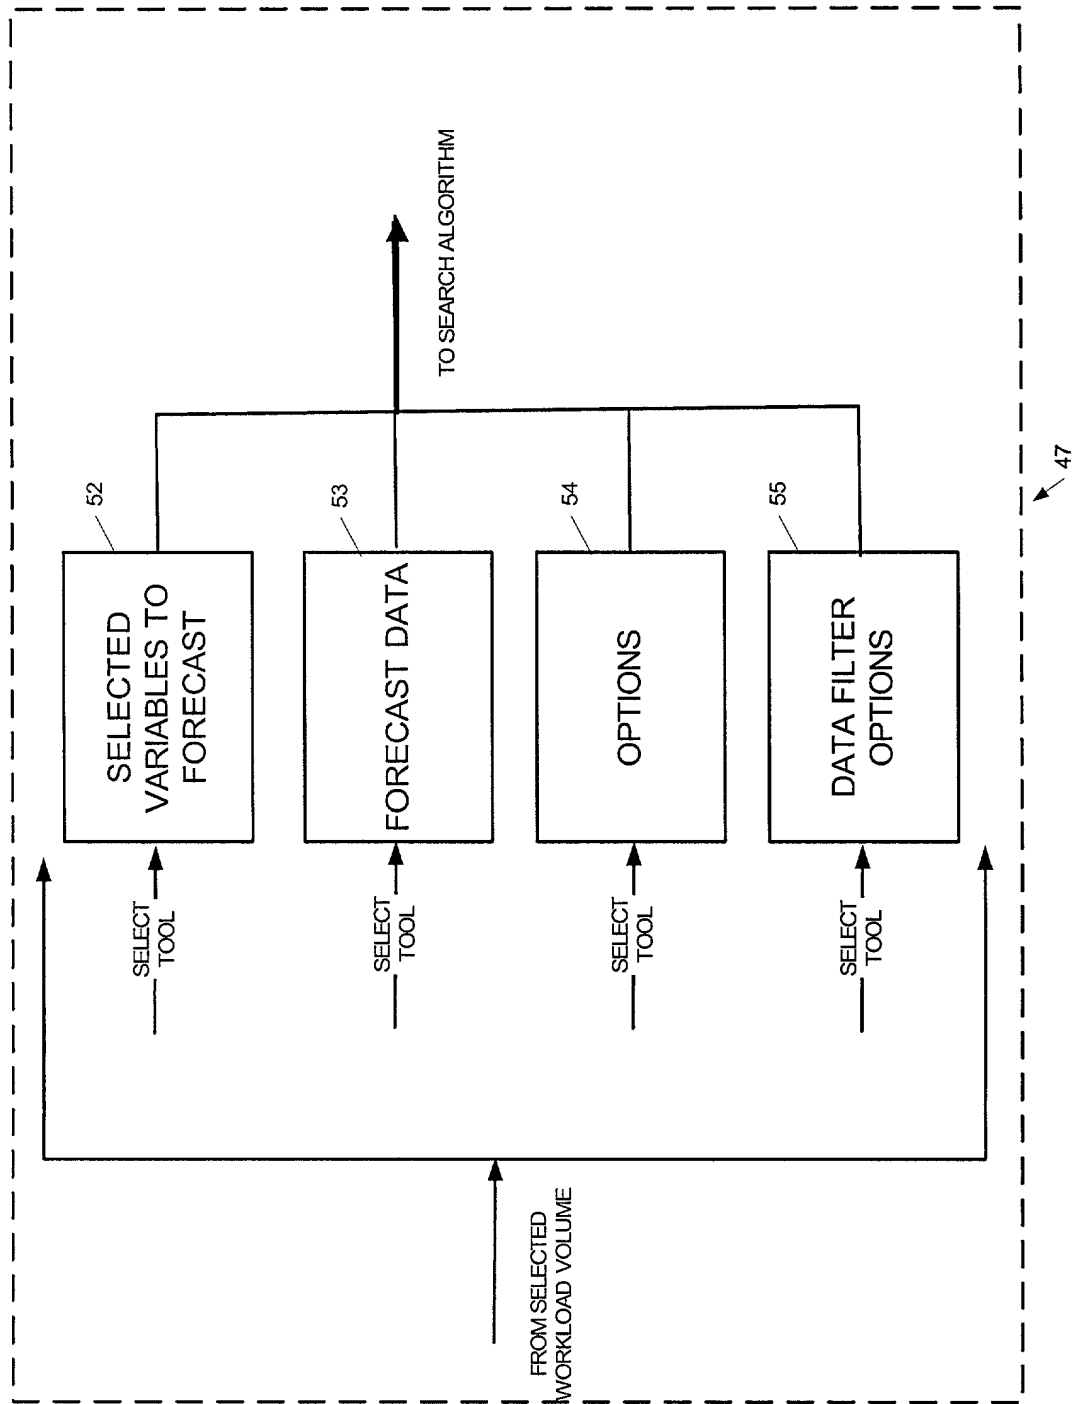 FROM SELECTED
WORKLOAD VOLUME
SELECT
TOOL
SELECTED
VARIABLES TO
FORECAST
52
SELECT
TOOL
FORECAST DATA
53
SELECT
TOOL
OPTIONS
54
SELECT
TOOL
DATA FILTER
OPTIONS
55
TO SEARCH ALGORITHM
47